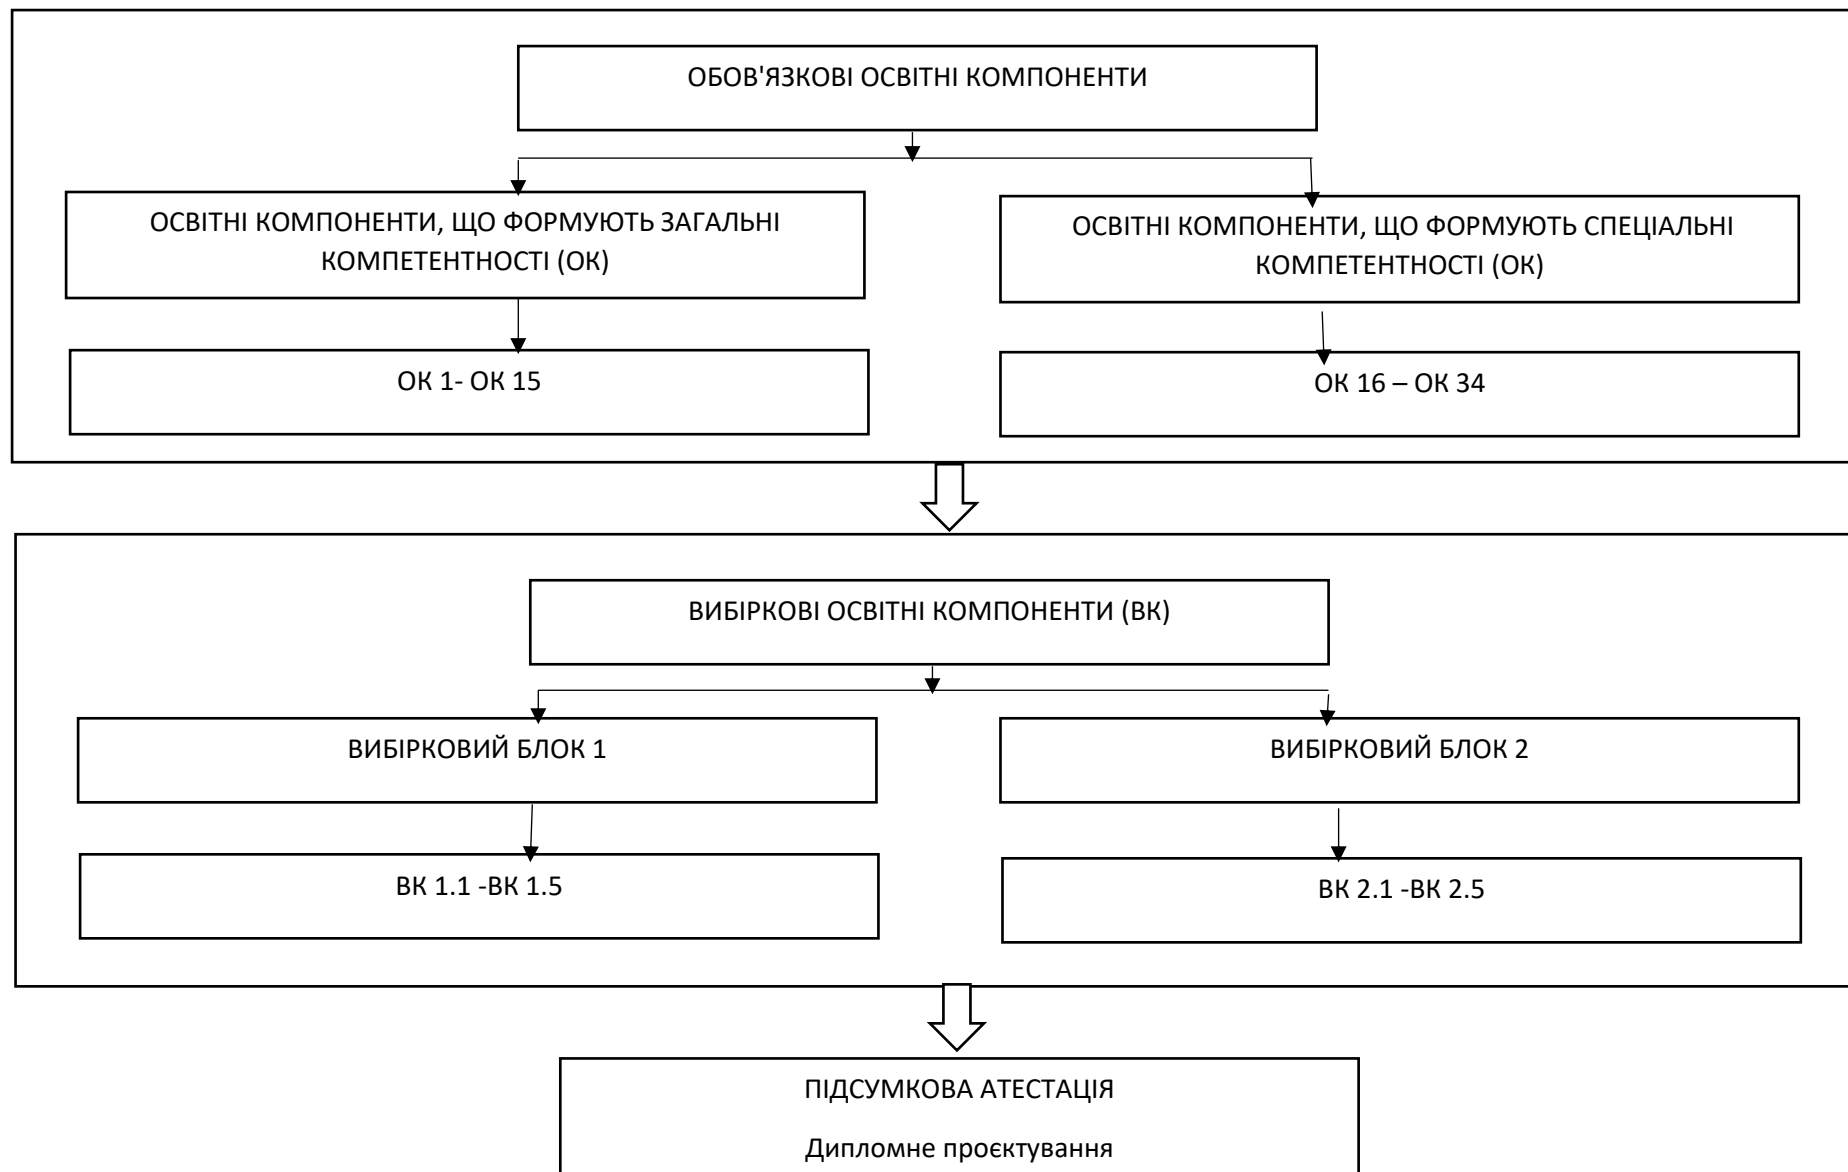 ОБОВ'ЯЗКОВІ ОСВІТНІ КОМПОНЕНТИ
ОСВІТНІ КОМПОНЕНТИ, ЩО ФОРМУЮТЬ ЗАГАЛЬНІ
КОМПЕТЕНТНОСТІ (ОК)
ОСВІТНІ КОМПОНЕНТИ, ЩО ФОРМУЮТЬ СПЕЦІАЛЬНІ
КОМПЕТЕНТНОСТІ (ОК)
ОК 1- ОК 15
ОК 16 – ОК 34
ВИБІРКОВІ ОСВІТНІ КОМПОНЕНТИ (ВК)
ВИБІРКОВИЙ БЛОК 1
ВИБІРКОВИЙ БЛОК 2
ВК 1.1 -ВК 1.5
ВК 2.1 -ВК 2.5
ПІДСУМКОВА АТЕСТАЦІЯ
Дипломне проєктування